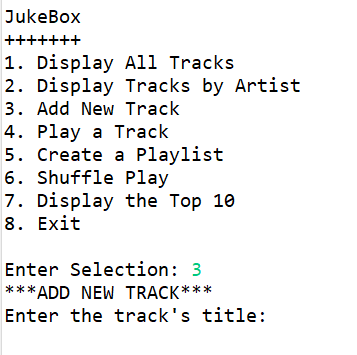 JukeBox
+++++++
1. Display All Tracks
2. Display Tracks by Artist
3. Add New Track
4. Play a Track
5. Create a Playlist
6. Shuffle Play
7. Display the Top 10
8. Exit
Enter Selection: 3
***ADD NEW TRACK***
Enter the track's title: